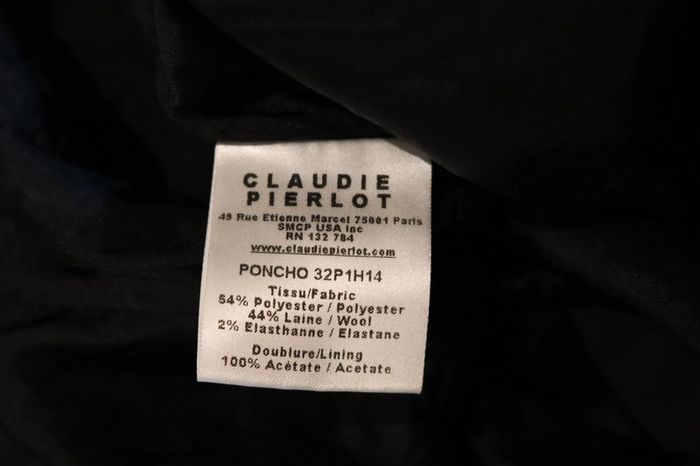 CLAUDIE
PIERLOT
49 Rue Etienne Marcel 75001 Paris
SMCP USA Inc
RN 132 784
www.claudiepierlot.com
PONCHO 32P1H14
Tissu/Fabric
54% Polyester / Polyester
44% Laine / Wool
2% Elasthanne / Elastane
Doublure/Lining
100% Acétate / Acetate